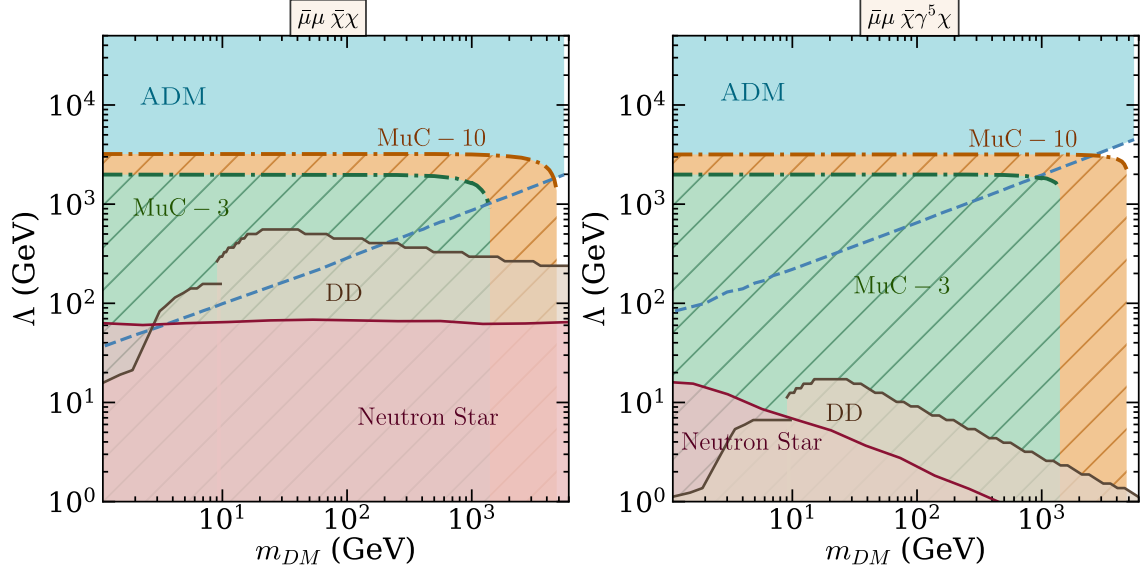 μ̄μ χ̄χ
ADM
MuC − 10
MuC − 3
DD
Neutron Star
10⁴
10³
10²
10¹
10⁰
Λ (GeV)
10¹
10²
10³
m_DM (GeV)
μ̄μ χ̄γ⁵χ
ADM
MuC − 10
MuC − 3
DD
Neutron Star
10⁴
10³
10²
10¹
10⁰
Λ (GeV)
10¹
10²
10³
m_DM (GeV)